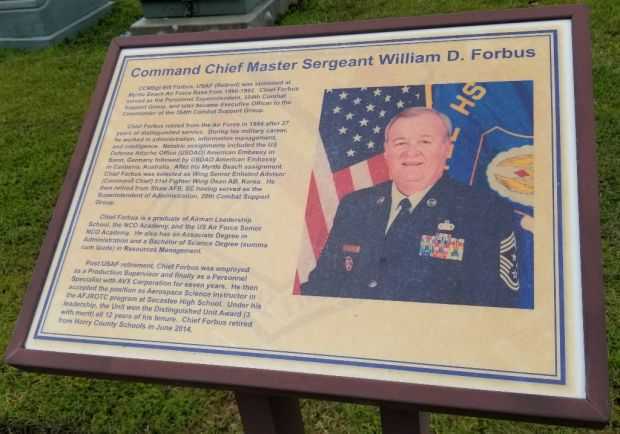 Command Chief Master Sergeant William D. Forbus
CCMSgt Bill Forbus, USAF (Retired) was stationed at
Myrtle Beach Air Force Base from 1990-1992. Chief Forbus
served as the Personnel Superintendent, 354th Combat
Support Group, and later became Executive Officer to the
Commander of the 354th Combat Support Group.
Chief Forbus retired from the Air Force in 1994 after 27
years of distinguished service. During his military career,
he worked in administration, information management,
and intelligence. Notable assignments included the US
Defense Attache Office (USDAO) American Embassy in
Bonn, Germany followed by USDAO American Embassy
in Canberra, Australia. After his Myrtle Beach assignment,
Chief Forbus was selected as Wing Senior Enlisted Advisor
(Command Chief) 51st Fighter Wing Osan AB, Korea. He
then retired from Shaw AFB, SC having served as the
Superintendent of Administration, 20th Combat Support
Group.
Chief Forbus is a graduate of Airman Leadership
School, the NCO Academy, and the US Air Force Senior
NCO Academy. He also has an Associate Degree in
Administration and a Bachelor of Science Degree (summa
cum laude) in Resources Management.
Post USAF retirement, Chief Forbus was employed
as a Production Supervisor and finally as a Personnel
Specialist with AVX Corporation for seven years. He then
accepted the position as Aerospace Science Instructor in
the AFJROTC program at Socastee High School. Under his
leadership, the Unit won the Distinguished Unit Award (3
with merit) all 12 years of his tenure. Chief Forbus retired
from Horry County Schools in June 2014.
E HS